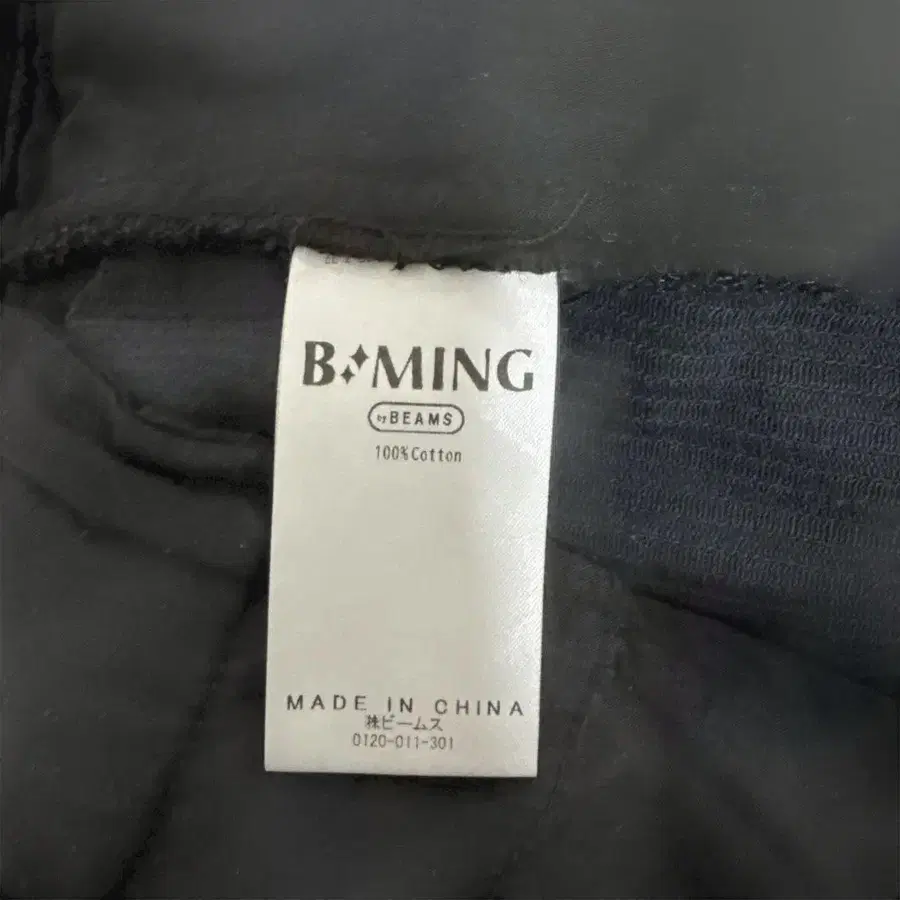 B:MING
by BEAMS
100% Cotton
MADE IN CHINA
㈱ビームス
0120-011-301